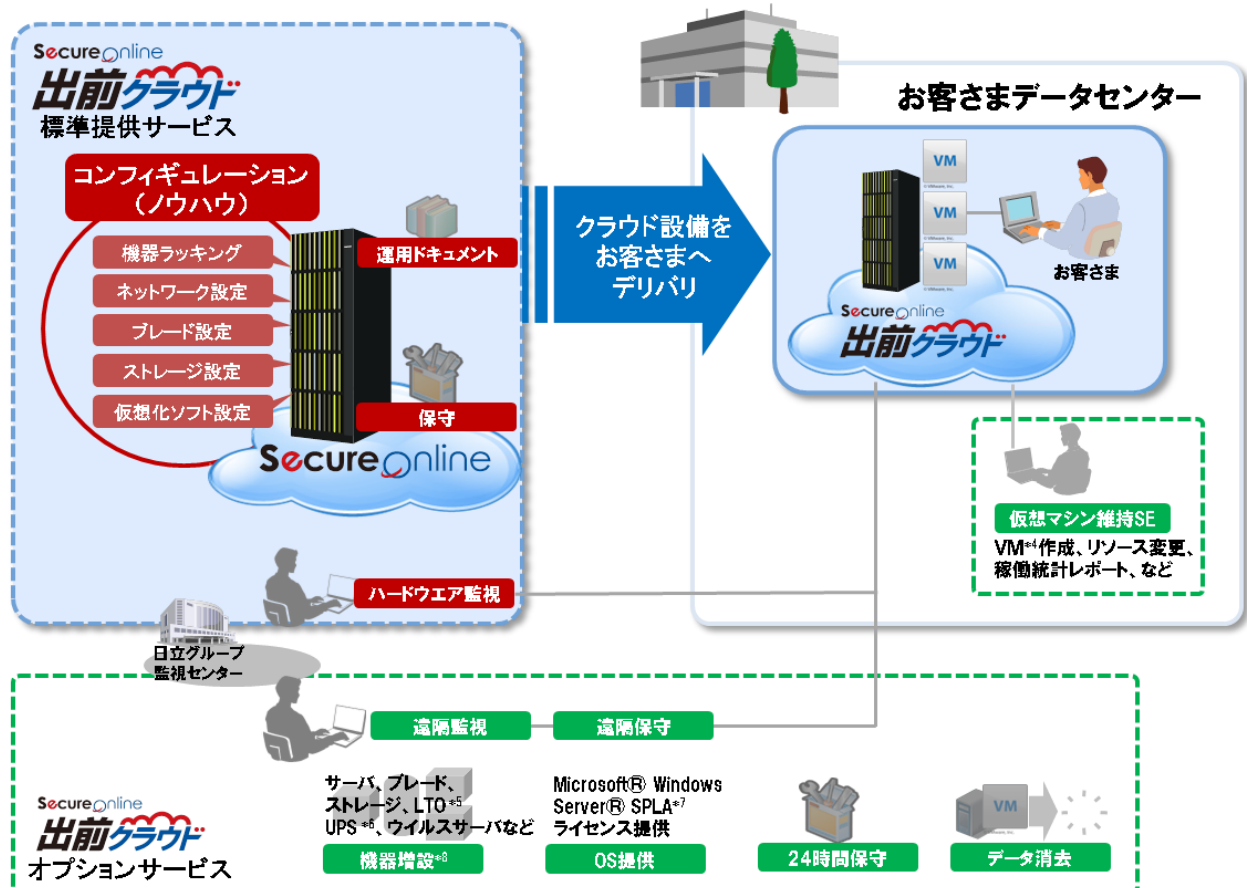 Secureonline
出前クラウド
標準提供サービス
コンフィギュレーション
(ノウハウ)
機器ラッキング
ネットワーク設定
ブレード設定
ストレージ設定
仮想化ソフト設定
運用ドキュメント
保守
Secureonline
ハードウエア監視
日立グループ
監視センター
クラウド設備を
お客さまへ
デリバリ
お客さまデータセンター
VM
© VMware, Inc.
VM
© VMware, Inc.
VM
© VMware, Inc.
お客さま
Secureonline
出前クラウド
仮想マシン維持SE
VM*4作成、リソース変更、
稼働統計レポート、など
遠隔監視
遠隔保守
Secureonline
出前クラウド
オプションサービス
サーバ、ブレード、
ストレージ、LTO*5
UPS*6、ウイルスサーバなど
機器増設*8
Microsoft® Windows
Server® SPLA*7
ライセンス提供
OS提供
24時間保守
VM
データ消去